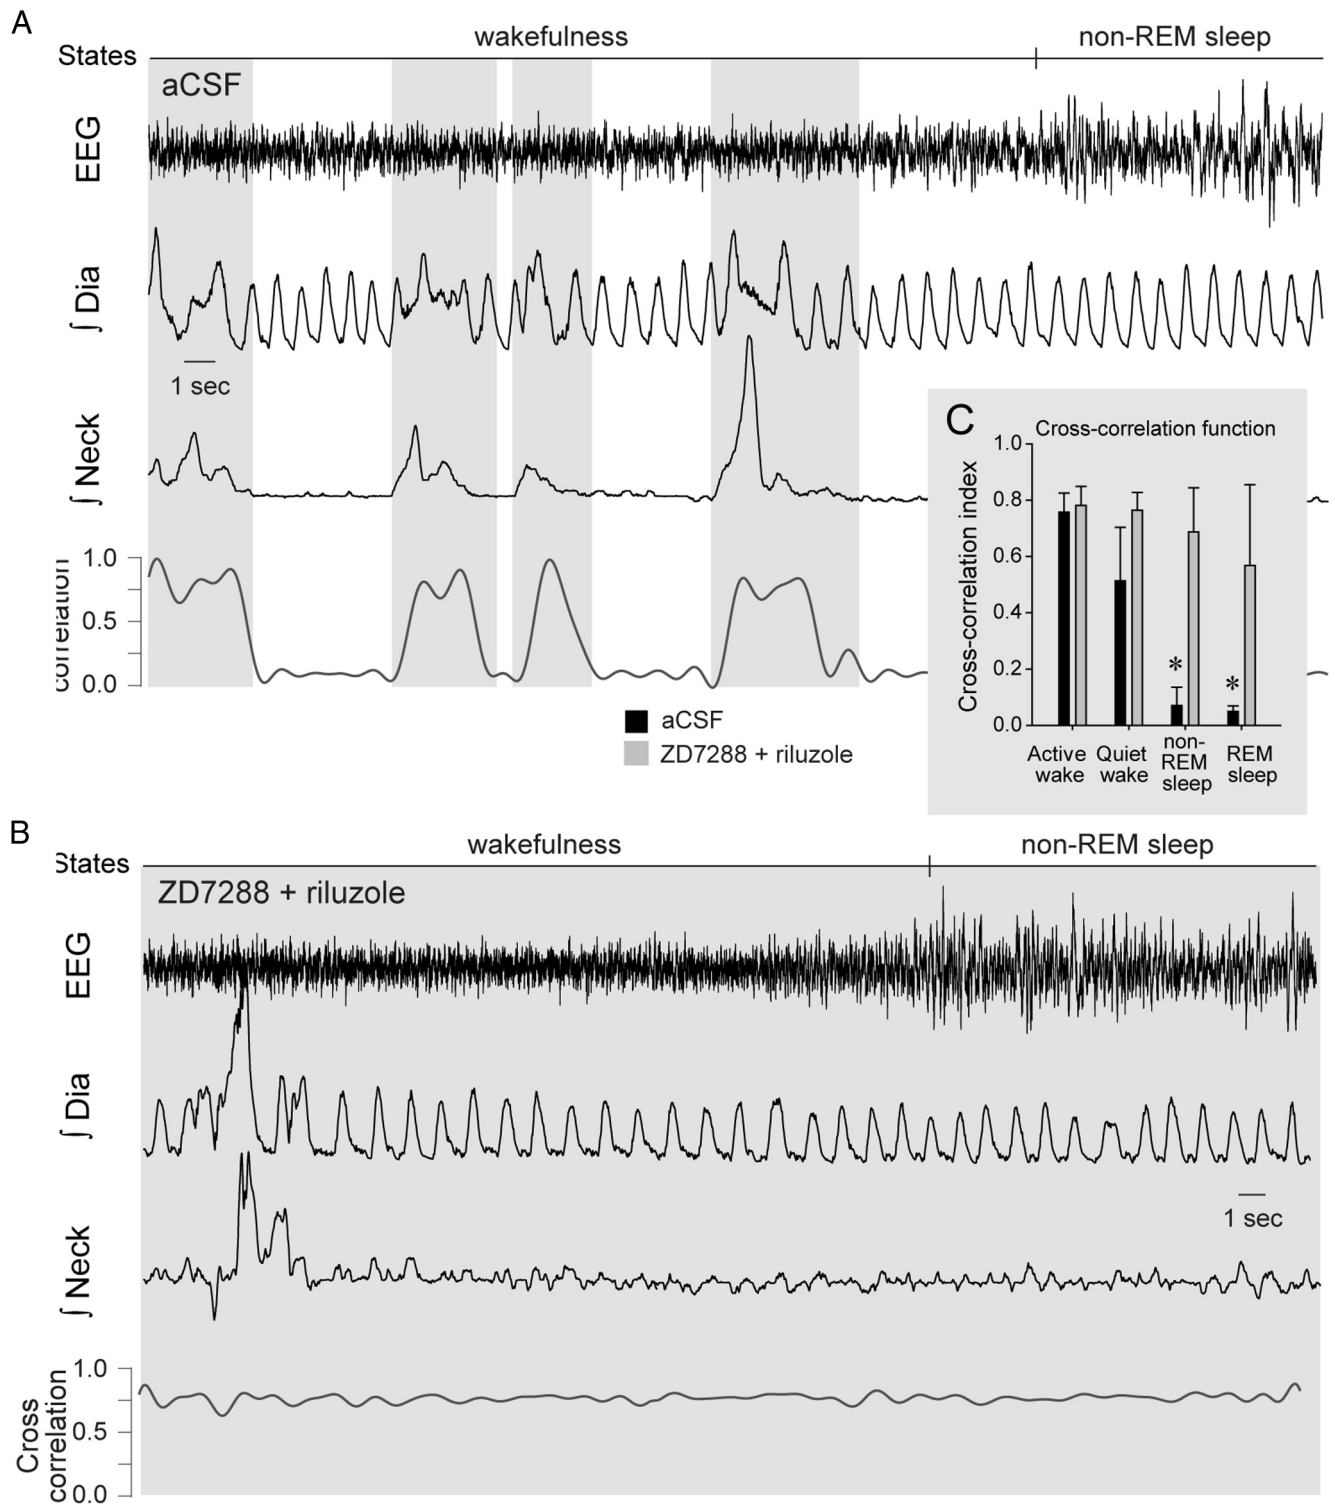 A
wakefulness
non-REM sleep
States
aCSF
EEG
∫ Dia
1 sec
∫ Neck
correlation
1.0
0.5
0.0
aCSF
ZD7288 + riluzole
C
Cross-correlation function
Cross-correlation index
1.0
0.8
0.6
0.4
0.2
0.0
*
*
Active
wake
Quiet
wake
non-
REM
sleep
REM
sleep
B
wakefulness
non-REM sleep
States
ZD7288 + riluzole
EEG
∫ Dia
1 sec
∫ Neck
Cross
correlation
1.0
0.5
0.0